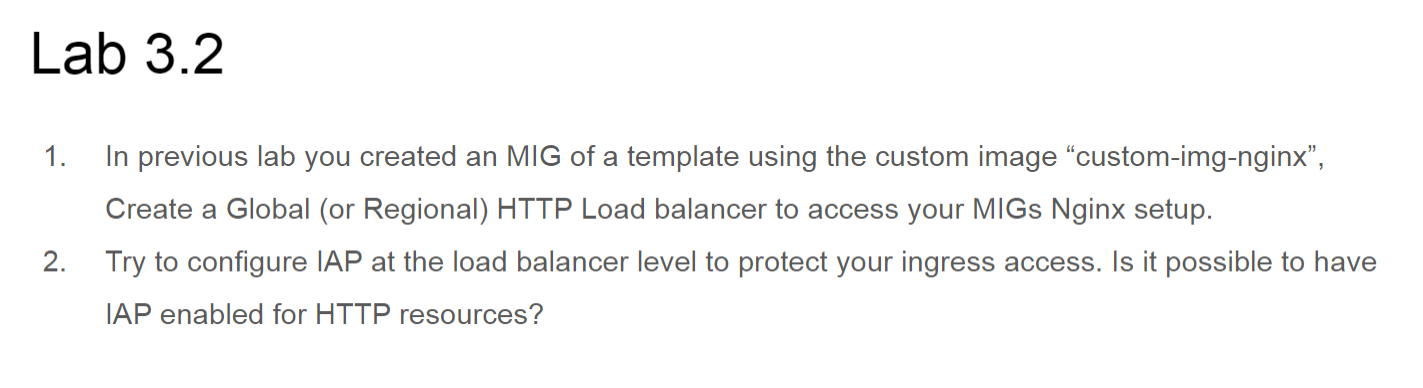 Lab 3.2
1. In previous lab you created an MIG of a template using the custom image “custom-img-nginx”,
Create a Global (or Regional) HTTP Load balancer to access your MIGs Nginx setup.
2. Try to configure IAP at the load balancer level to protect your ingress access. Is it possible to have
IAP enabled for HTTP resources?